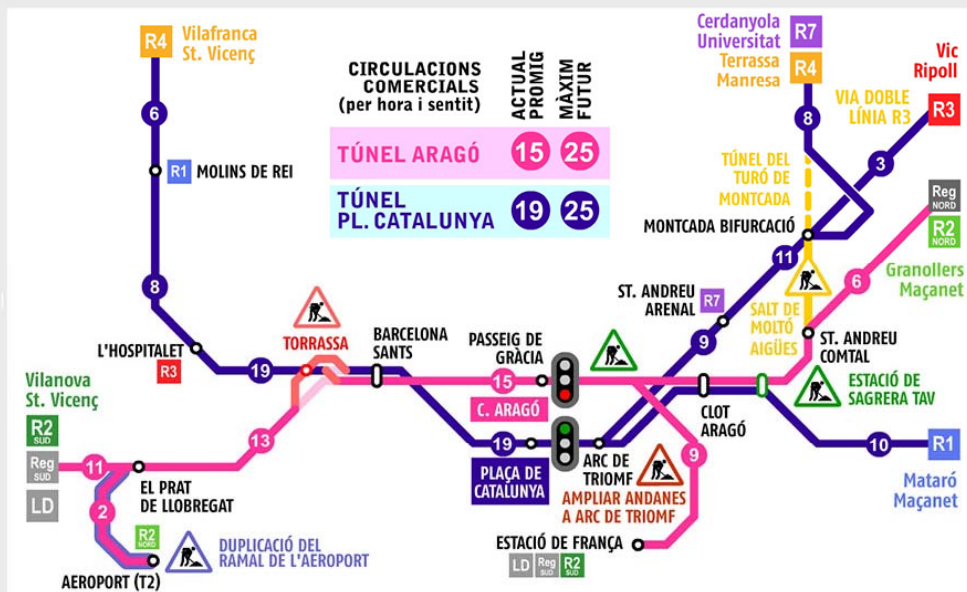 R4
Vilafranca
St. Vicenç
6
R1
MOLINS DE REI
8
L'HOSPITALET
R3
19
CIRCULACIONS
COMERCIALS
(per hora i sentit)
ACTUAL
PROMIG
MÀXIM
FUTUR
TÚNEL ARAGÓ
15
25
TÚNEL
PL. CATALUNYA
19
25
Cerdanyola
Universitat
R7
Terrassa
Manresa
R4
Vic
Ripoll
R3
VIA DOBLE
LÍNIA R3
8
3
TÚNEL DEL
TURÓ DE
MONTCADA
MONTCADA BIFURCACIÓ
Reg
NORD
R2
NORD
Granollers
Maçanet
11
6
ST. ANDREU
ARENAL
R7
9
SALT DE
MOLTÓ
AIGÜES
ST. ANDREU
COMTAL
TORRASSA
BARCELONA
SANTS
PASSEIG DE
GRÀCIA
15
C. ARAGÓ
CLOT
ARAGÓ
ESTACIÓ DE
SAGRERA TAV
19
PLAÇA DE
CATALUNYA
ARC DE
TRIOMF
9
AMPLIAR ANDANES
A ARC DE TRIOMF
10
R1
Mataró
Maçanet
ESTACIÓ DE FRANÇA
LD
Reg
SUD
R2
SUD
Vilanova
St. Vicenç
R2
SUD
Reg
SUD
LD
11
13
EL PRAT
DE LLOBREGAT
2
R2
NORD
AEROPORT (T2)
DUPLICACIÓ DEL
RAMAL DE L'AEROPORT